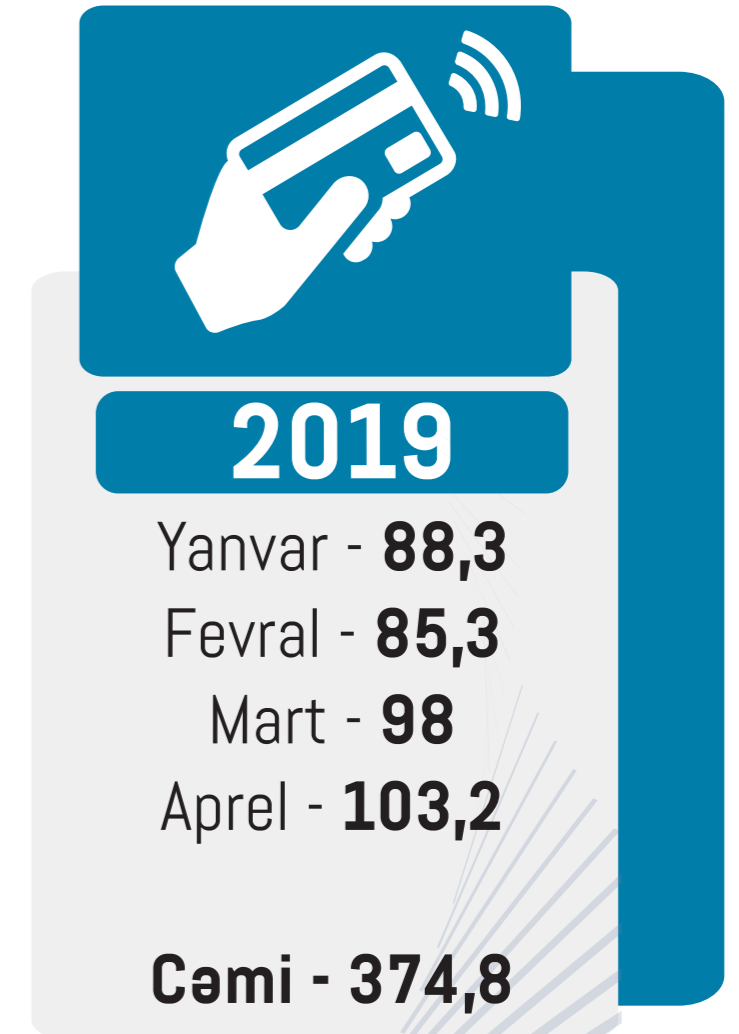 2019
Yanvar - 88,3
Fevral - 85,3
Mart - 98
Aprel - 103,2
Cəmi - 374,8